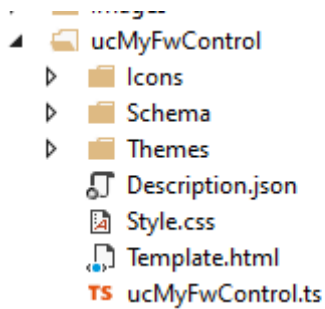 ucMyFwControl
Icons
Schema
Themes
Description.json
Style.css
Template.html
TS ucMyFwControl.ts